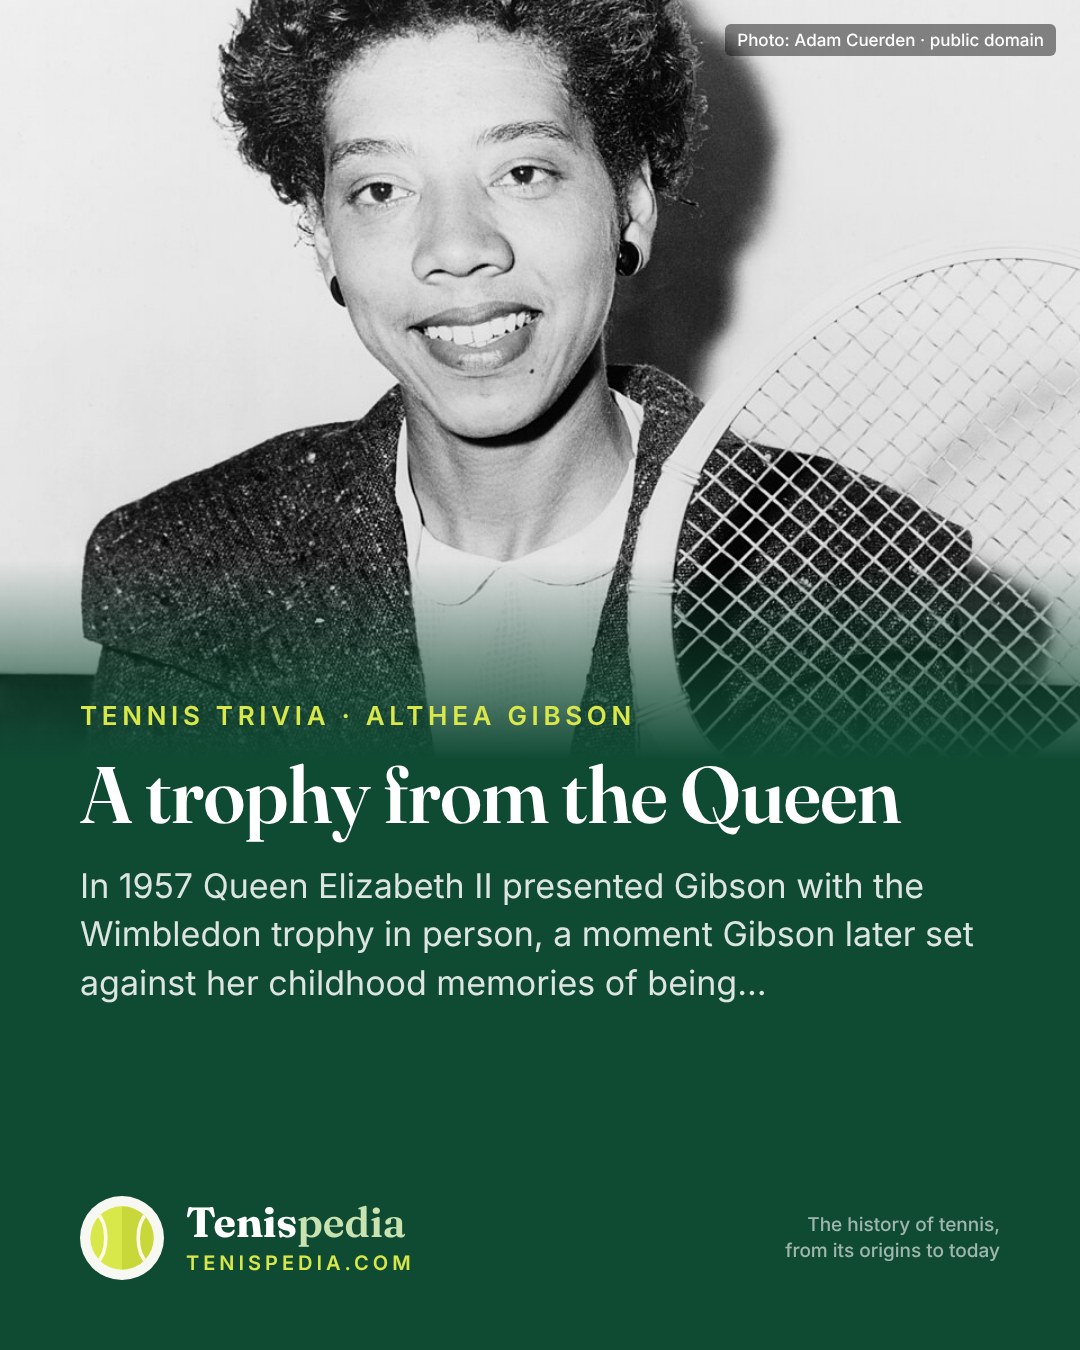 Photo: Adam Cuerden · public domain
TENNIS TRIVIA · ALTHEA GIBSON
A trophy from the Queen
In 1957 Queen Elizabeth II presented Gibson with the
Wimbledon trophy in person, a moment Gibson later set
against her childhood memories of being...
Tenispedia
TENISPEDIA.COM
The history of tennis,
from its origins to today